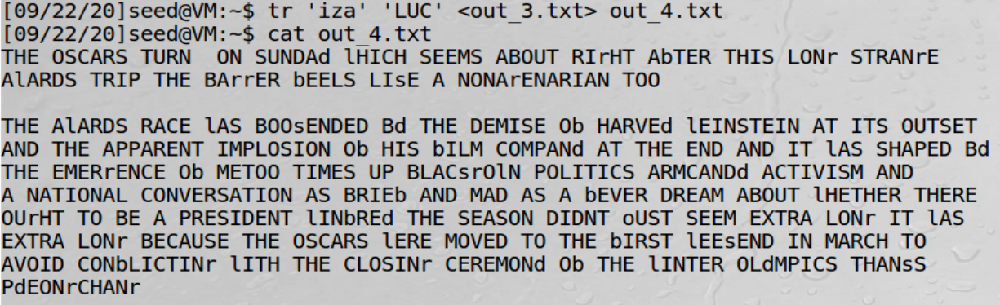 [09/22/20]seed@VM:~$ tr 'iza' 'LUC' <out_3.txt> out_4.txt
[09/22/20]seed@VM:~$ cat out_4.txt
THE OSCARS TURN  ON SUNDAd lHICH SEEMS ABOUT RIrHT AbTER THIS LONr STRANrE
AlARDS TRIP THE BArrER bEELS LIsE A NONArENARIAN TOO

THE AlARDS RACE lAS BOOsENDED Bd THE DEMISE Ob HARVEd lEINSTEIN AT ITS OUTSET
AND THE APPARENT IMPLOSION Ob HIS bILM COMPANd AT THE END AND IT lAS SHAPED Bd
THE EMERrENCE Ob METOO TIMES UP BLACsrOlN POLITICS ARMCANDd ACTIVISM AND
A NATIONAL CONVERSATION AS BRIEb AND MAD AS A bEVER DREAM ABOUT lHETHER THERE
OUrHT TO BE A PRESIDENT lINbREd THE SEASON DIDNT oUST SEEM EXTRA LONr IT lAS
EXTRA LONr BECAUSE THE OSCARS lERE MOVED TO THE bIRST lEEsEND IN MARCH TO
AVOID CONbLICTINr lITH THE CLOSINr CEREMONd Ob THE lINTER OLdMPICS THANsS
PdEONrCHANr